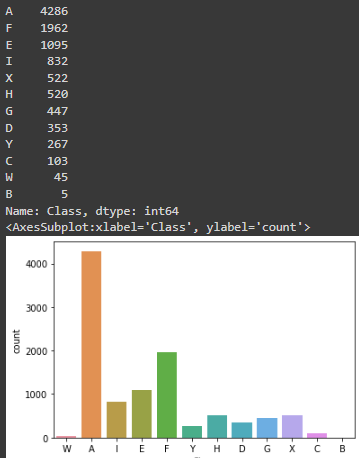 A 4286
F 1962
E 1095
I 832
X 522
H 520
G 447
D 353
Y 267
C 103
W 45
B 5
Name: Class, dtype: int64
<AxesSubplot:xlabel='Class', ylabel='count'>
4000
3000
2000
1000
0
count
W A I E F Y H D G X C B